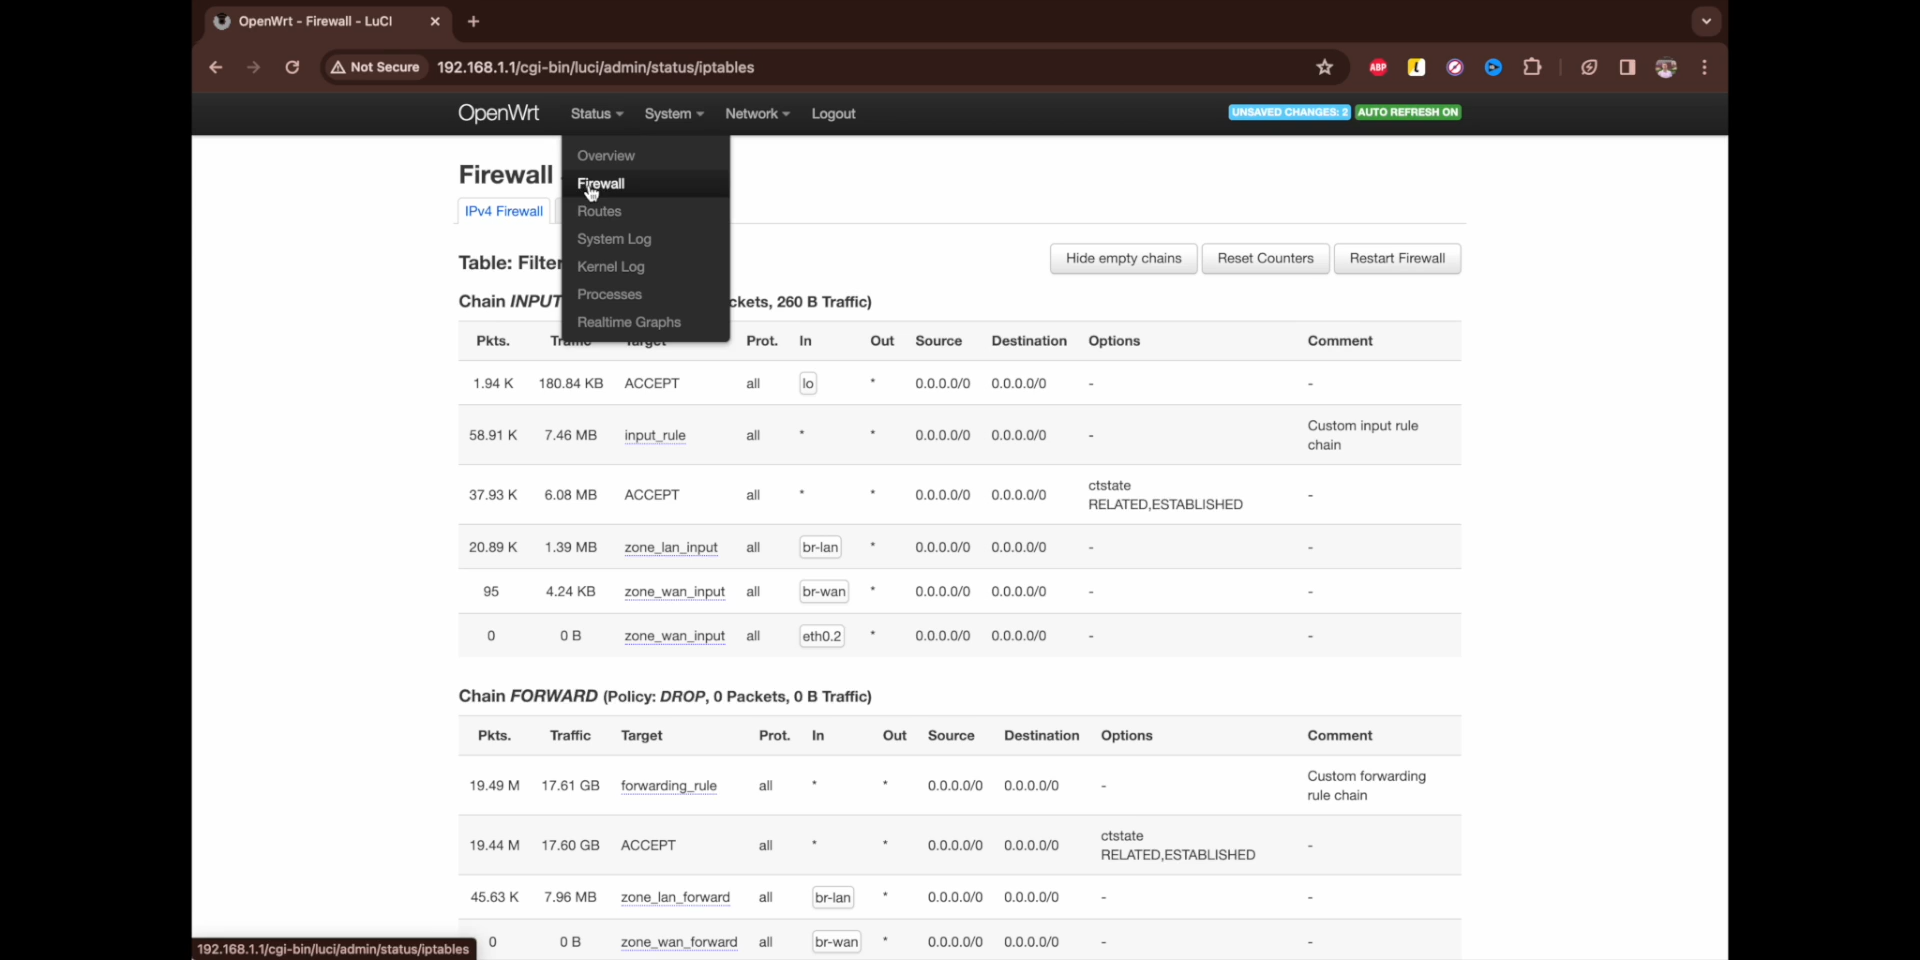 OpenWrt - Firewall - LuCI
Not Secure 192.168.1.1/cgi-bin/luci/admin/status/iptables
ABP
OpenWrt Status System Network Logout UNSAVED CHANGES: 2 AUTO REFRESH ON
Overview
Firewall
Firewall
IPv4 Firewall
Routes
System Log
Kernel Log
Processes
Realtime Graphs
Table: Filter
Hide empty chains Reset Counters Restart Firewall
Chain INPUT ckets, 260 B Traffic)
Pkts. Traffic Target Prot. In Out Source Destination Options Comment
1.94 K 180.84 KB ACCEPT all lo * 0.0.0.0/0 0.0.0.0/0 - -
58.91 K 7.46 MB input_rule all * * 0.0.0.0/0 0.0.0.0/0 - Custom input rule
chain
37.93 K 6.08 MB ACCEPT all * * 0.0.0.0/0 0.0.0.0/0 ctstate
RELATED,ESTABLISHED -
20.89 K 1.39 MB zone_lan_input all br-lan * 0.0.0.0/0 0.0.0.0/0 - -
95 4.24 KB zone_wan_input all br-wan * 0.0.0.0/0 0.0.0.0/0 - -
0 0 B zone_wan_input all eth0.2 * 0.0.0.0/0 0.0.0.0/0 - -
Chain FORWARD (Policy: DROP, 0 Packets, 0 B Traffic)
Pkts. Traffic Target Prot. In Out Source Destination Options Comment
19.49 M 17.61 GB forwarding_rule all * * 0.0.0.0/0 0.0.0.0/0 - Custom forwarding
rule chain
19.44 M 17.60 GB ACCEPT all * * 0.0.0.0/0 0.0.0.0/0 ctstate
RELATED,ESTABLISHED -
45.63 K 7.96 MB zone_lan_forward all br-lan * 0.0.0.0/0 0.0.0.0/0 - -
0 0 B zone_wan_forward all br-wan * 0.0.0.0/0 0.0.0.0/0 - -
192.168.1.1/cgi-bin/luci/admin/status/iptables